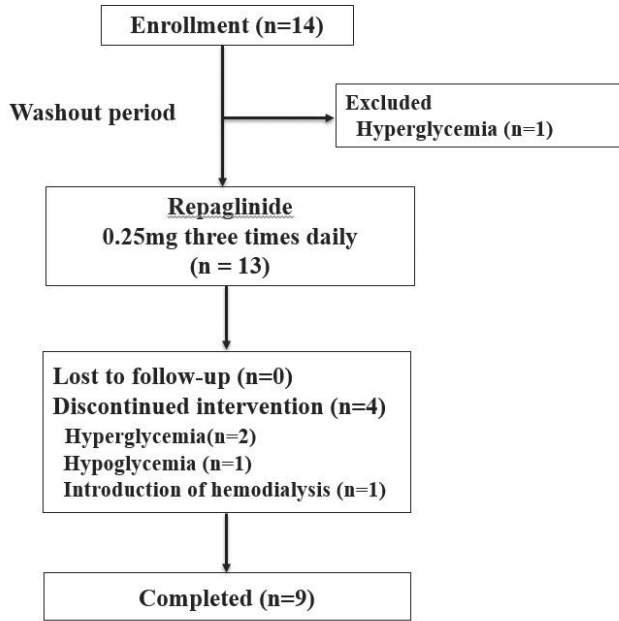 Enrollment (n=14)
Washout period
Excluded
Hyperglycemia (n=1)
Repaglinide
0.25mg three times daily
(n = 13)
Lost to follow-up (n=0)
Discontinued intervention (n=4)
Hyperglycemia(n=2)
Hypoglycemia (n=1)
Introduction of hemodialysis (n=1)
Completed (n=9)